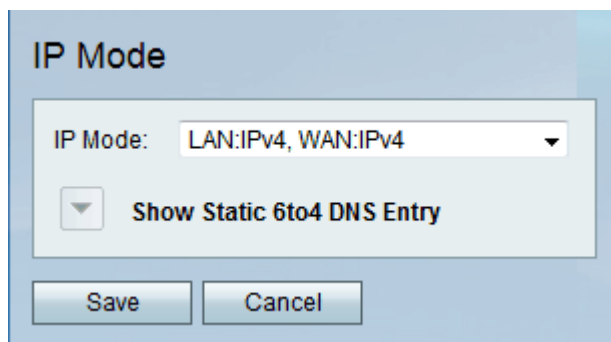 IP Mode
IP Mode: LAN:IPv4, WAN:IPv4
Show Static 6to4 DNS Entry
Save Cancel